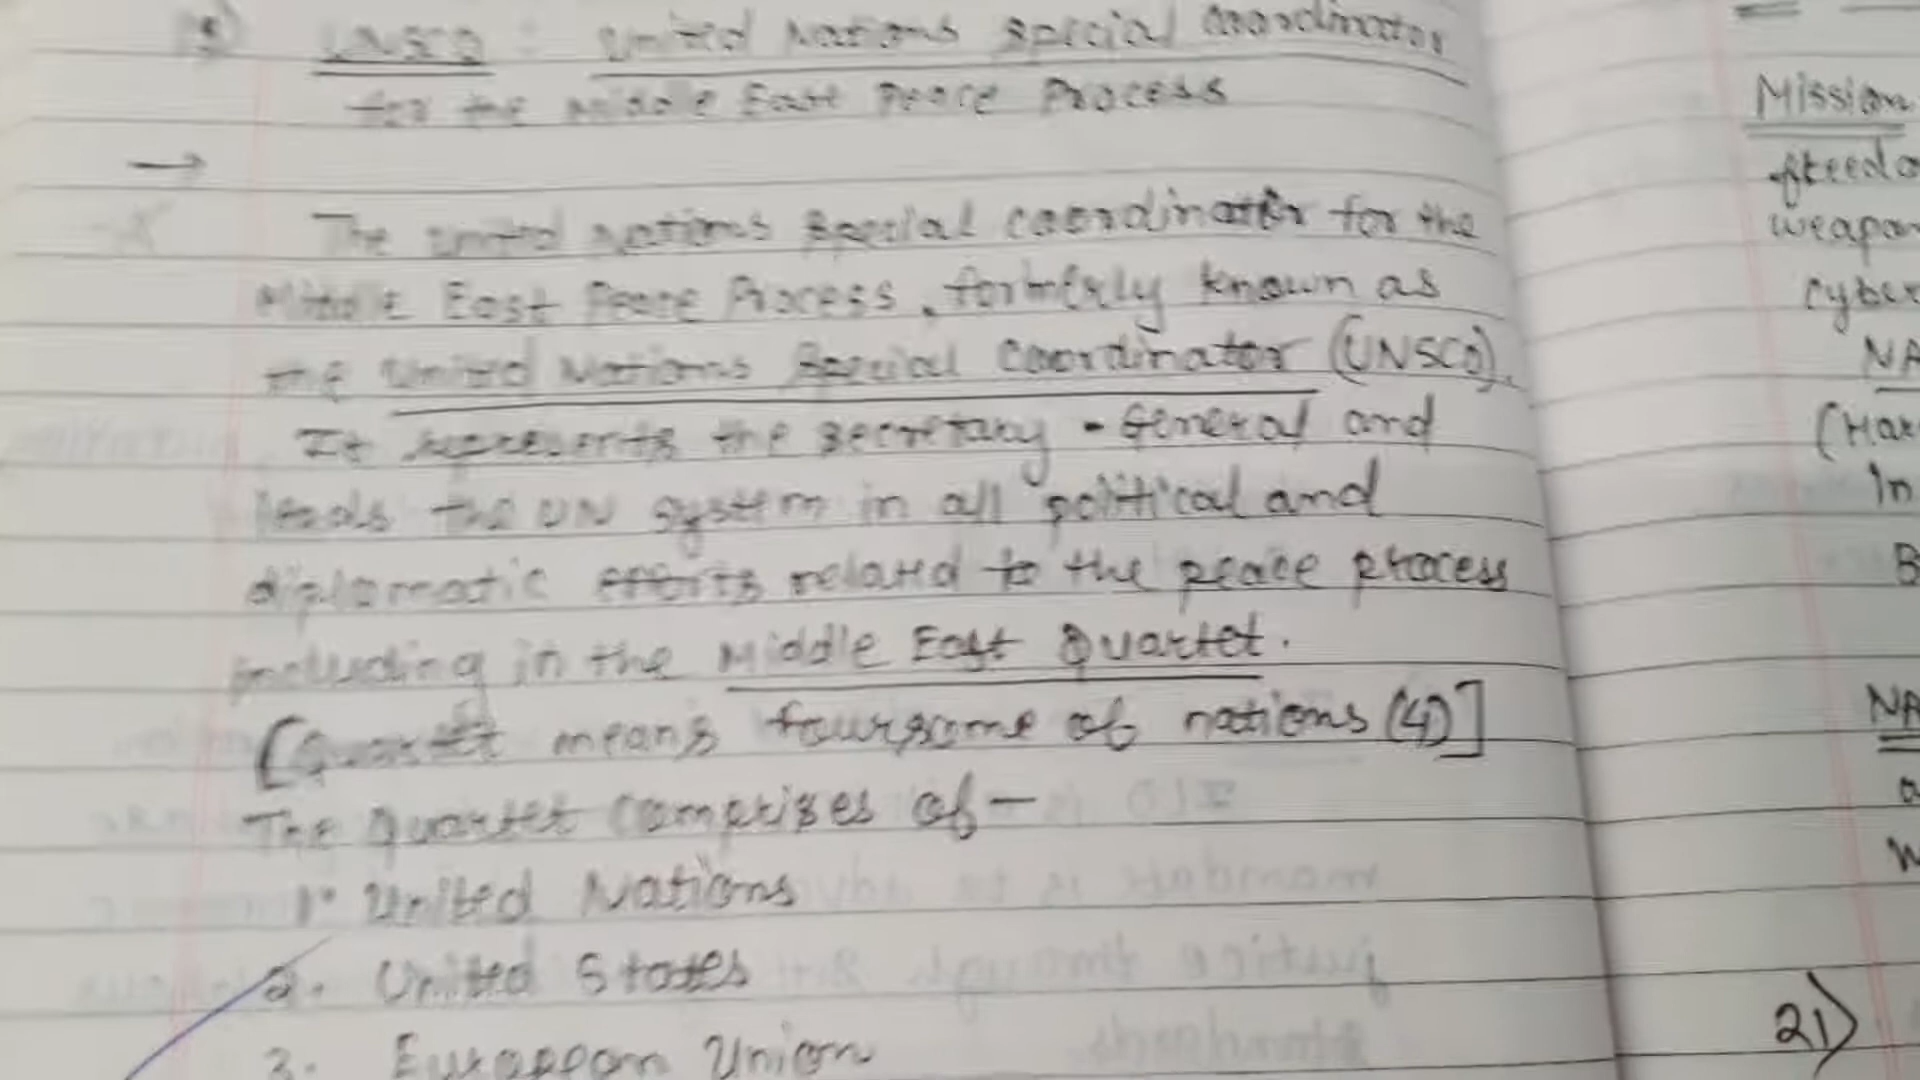 UNSCO : United Nations Special Coordinator
for the Middle East Peace Process
→
The United Nations Special Coordinator for the
Middle East Peace Process, formerly known as
the United Nations Special Coordinator (UNSCO).
It represents the Secretary - General and
leads the UN system in all political and
diplomatic efforts related to the peace process
including in the Middle East Quartet.
[Quartet means foursome of nations (4)]
The Quartet comprises of —
1. United Nations
2. United States
3. European Union
Mission
freedo
weapon
cyber
NA
(Har
In
B
NA
a
21)